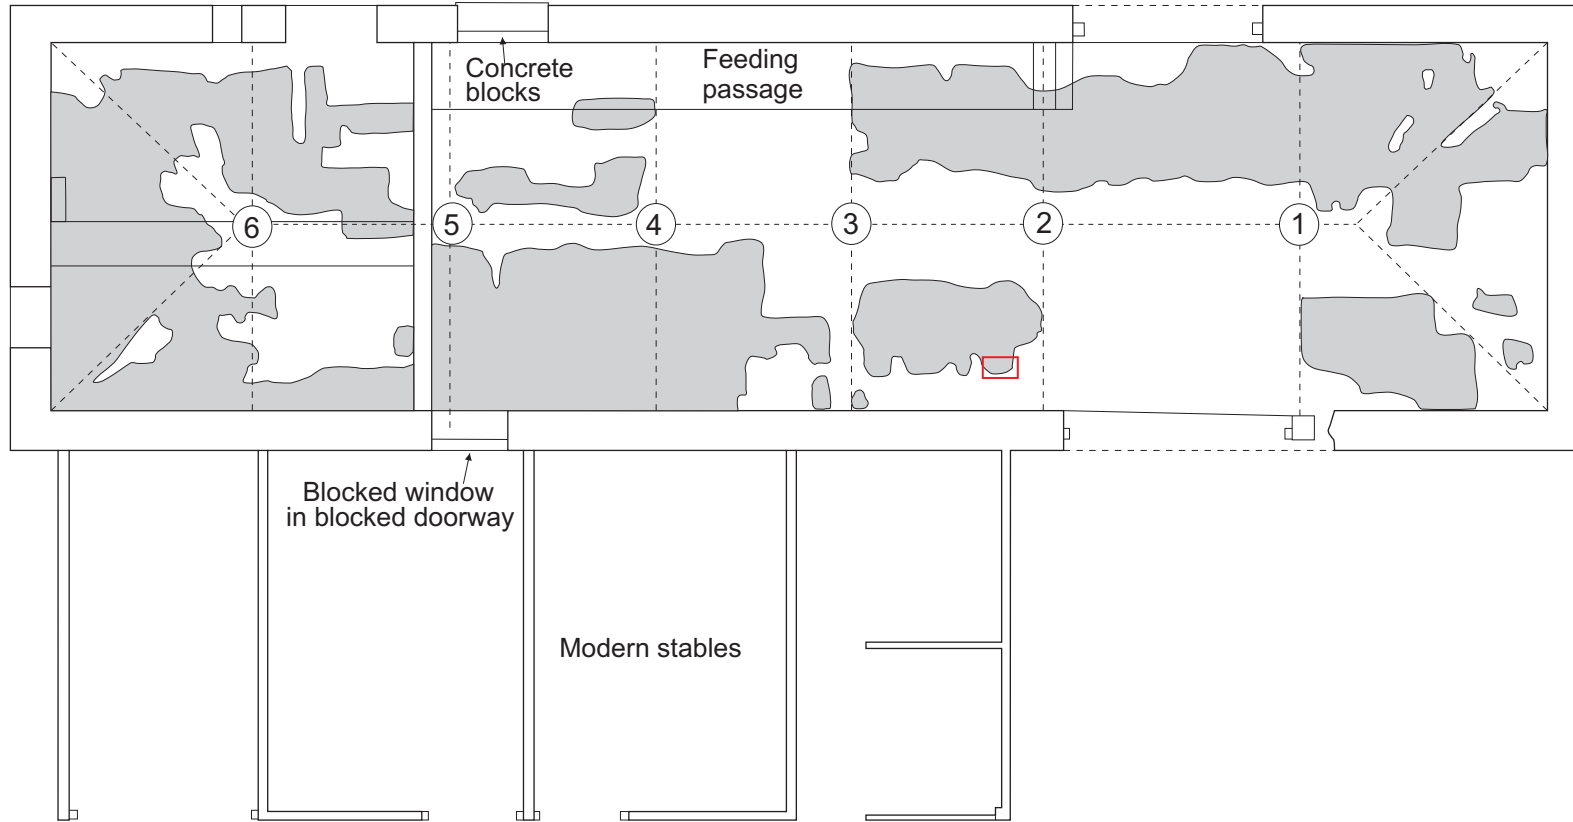 Concrete
blocks
Feeding
passage
6
5
4
3
2
1
Blocked window
in blocked doorway
Modern stables